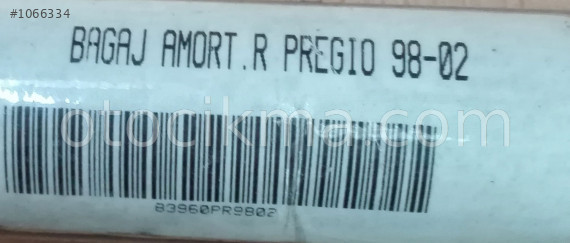 #1066334
BAGAJ AMORT.R PREGIO 98-02
otocikma.com
83960PR9802